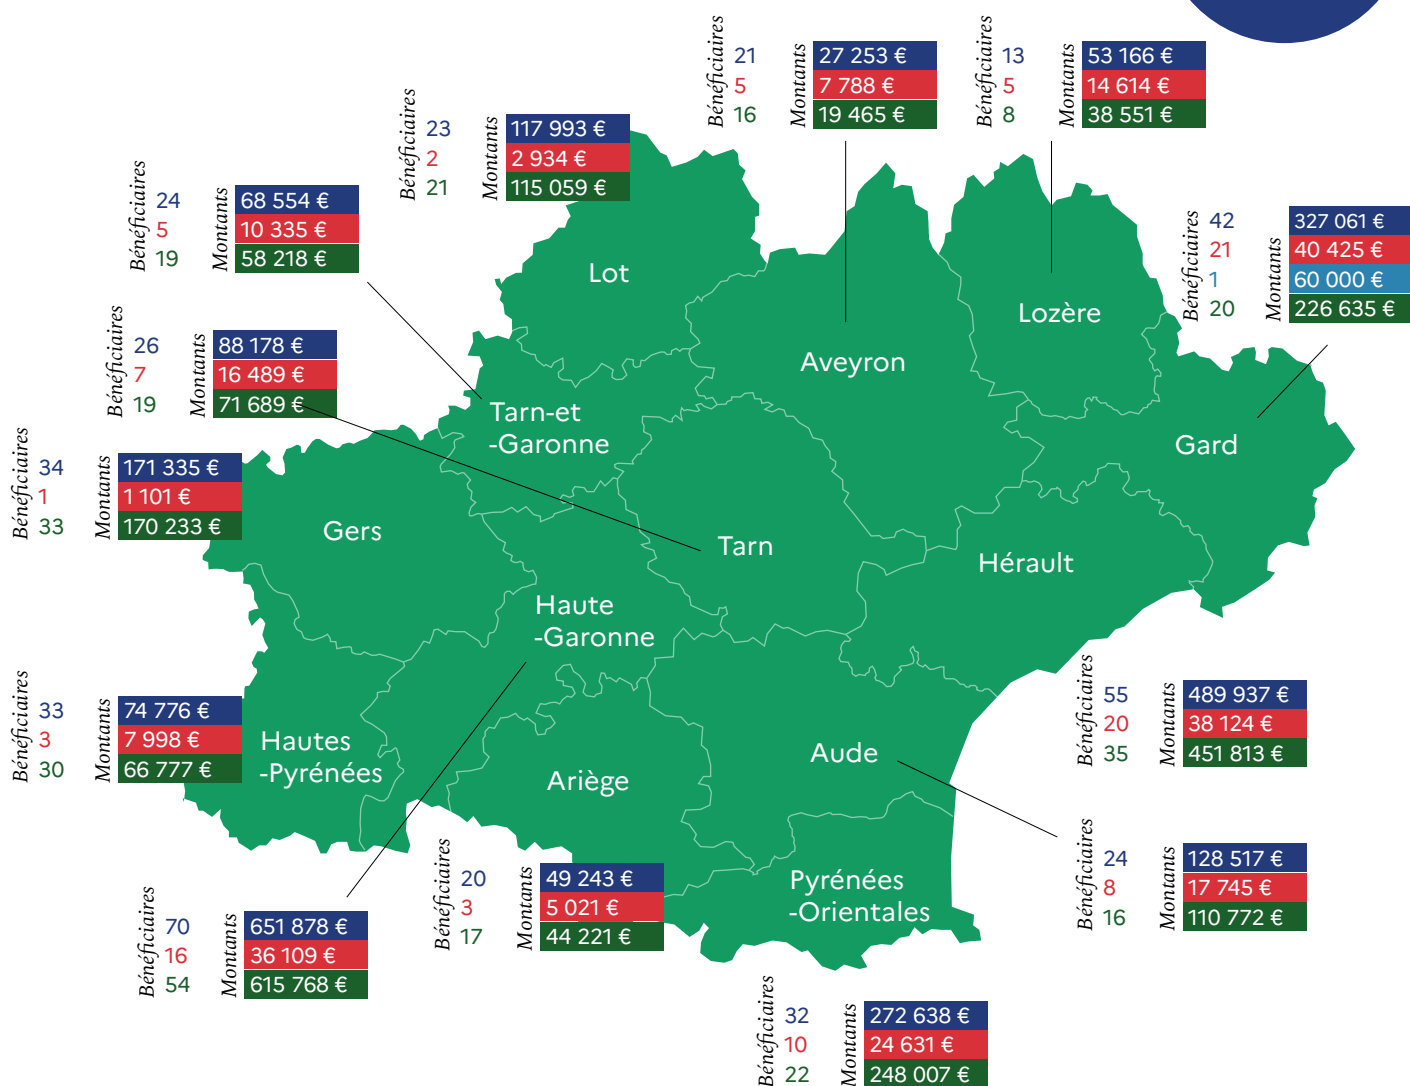 Bénéficiaires
21
5
16
Montants
27 253 €
7 788 €
19 465 €
Bénéficiaires
13
5
8
Montants
53 166 €
14 614 €
38 551 €
Bénéficiaires
23
2
21
Montants
117 993 €
2 934 €
115 059 €
Bénéficiaires
24
5
19
Montants
68 554 €
10 335 €
58 218 €
Bénéficiaires
42
21
1
20
Montants
327 061 €
40 425 €
60 000 €
226 635 €
Lot
Lozère
Aveyron
Bénéficiaires
26
7
19
Montants
88 178 €
16 489 €
71 689 €
Tarn-et
-Garonne
Gard
Bénéficiaires
34
1
33
Montants
171 335 €
1 101 €
170 233 €
Gers
Tarn
Hérault
Haute
-Garonne
Bénéficiaires
33
3
30
Montants
74 776 €
7 998 €
66 777 €
Hautes
-Pyrénées
Ariège
Aude
Bénéficiaires
55
20
35
Montants
489 937 €
38 124 €
451 813 €
Bénéficiaires
24
8
16
Montants
128 517 €
17 745 €
110 772 €
Pyrénées
-Orientales
Bénéficiaires
20
3
17
Montants
49 243 €
5 021 €
44 221 €
Bénéficiaires
70
16
54
Montants
651 878 €
36 109 €
615 768 €
Bénéficiaires
32
10
22
Montants
272 638 €
24 631 €
248 007 €